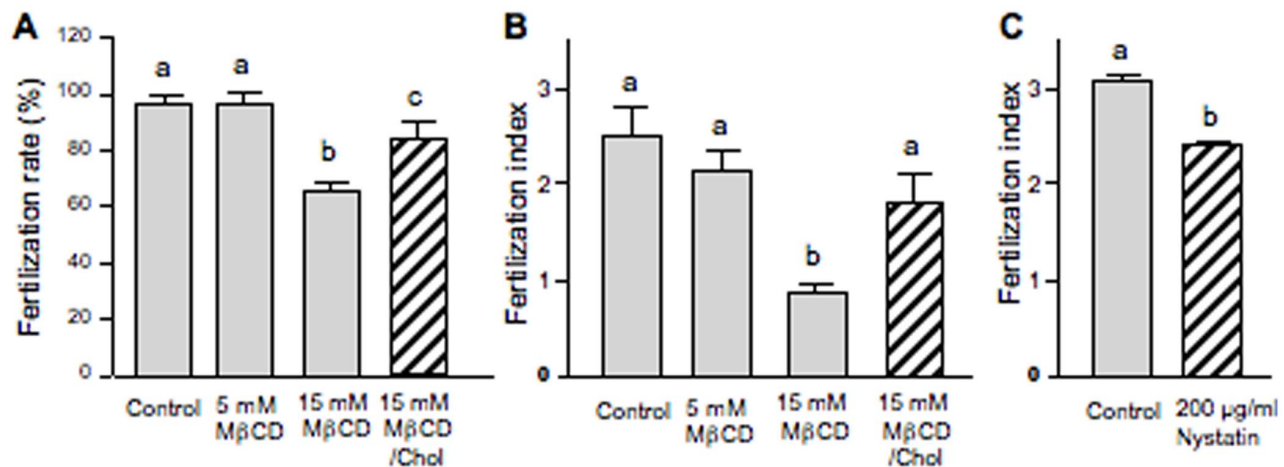 A
Fertilization rate (%)
120
100
80
60
40
20
0
a
a
b
c
Control
5 mM
MβCD
15 mM
MβCD
15 mM
MβCD
/Chol
B
Fertilization index
3
2
1
0
a
a
b
a
Control
5 mM
MβCD
15 mM
MβCD
15 mM
MβCD
/Chol
C
Fertilization index
3
2
1
0
a
b
Control
200 µg/ml
Nystatin